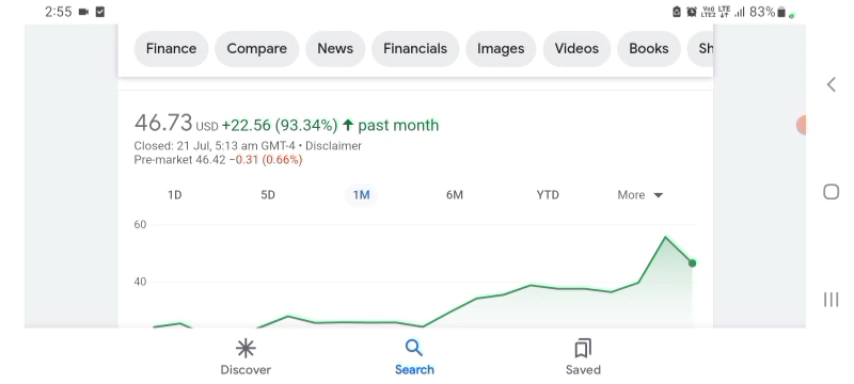 2:55 83%
Finance Compare News Financials Images Videos Books Sh
46.73 USD +22.56 (93.34%) ↑ past month
Closed: 21 Jul, 5:13 am GMT-4 • Disclaimer
Pre-market 46.42 −0.31 (0.66%)
1D 5D 1M 6M YTD More
60
40
Discover Search Saved